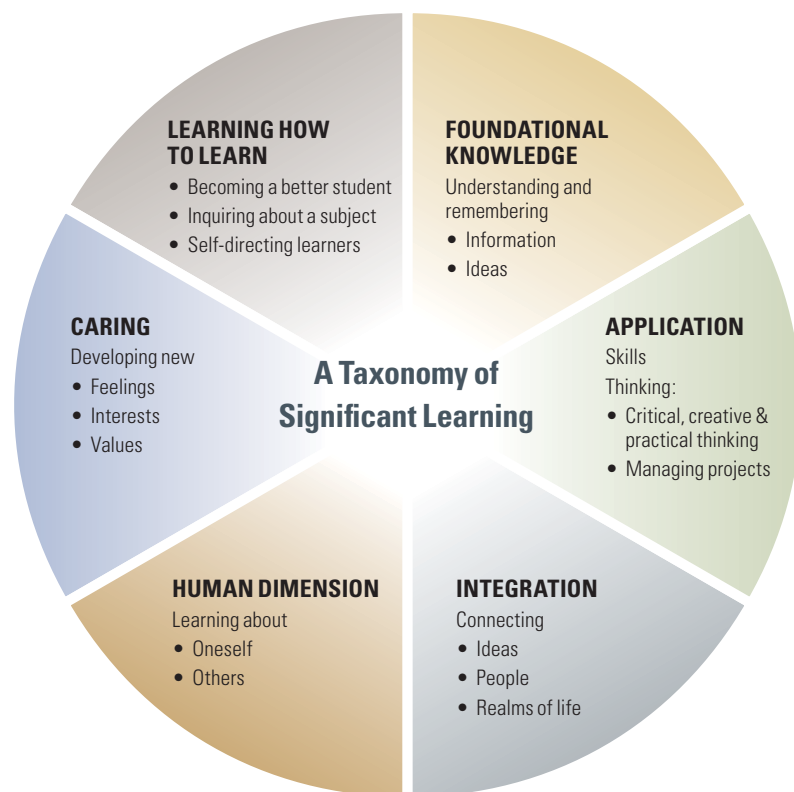 A Taxonomy of
Significant Learning
FOUNDATIONAL
KNOWLEDGE
Understanding and
remembering
• Information
• Ideas
APPLICATION
Skills
Thinking:
• Critical, creative &
practical thinking
• Managing projects
INTEGRATION
Connecting
• Ideas
• People
• Realms of life
HUMAN DIMENSION
Learning about
• Oneself
• Others
CARING
Developing new
• Feelings
• Interests
• Values
LEARNING HOW
TO LEARN
• Becoming a better student
• Inquiring about a subject
• Self-directing learners